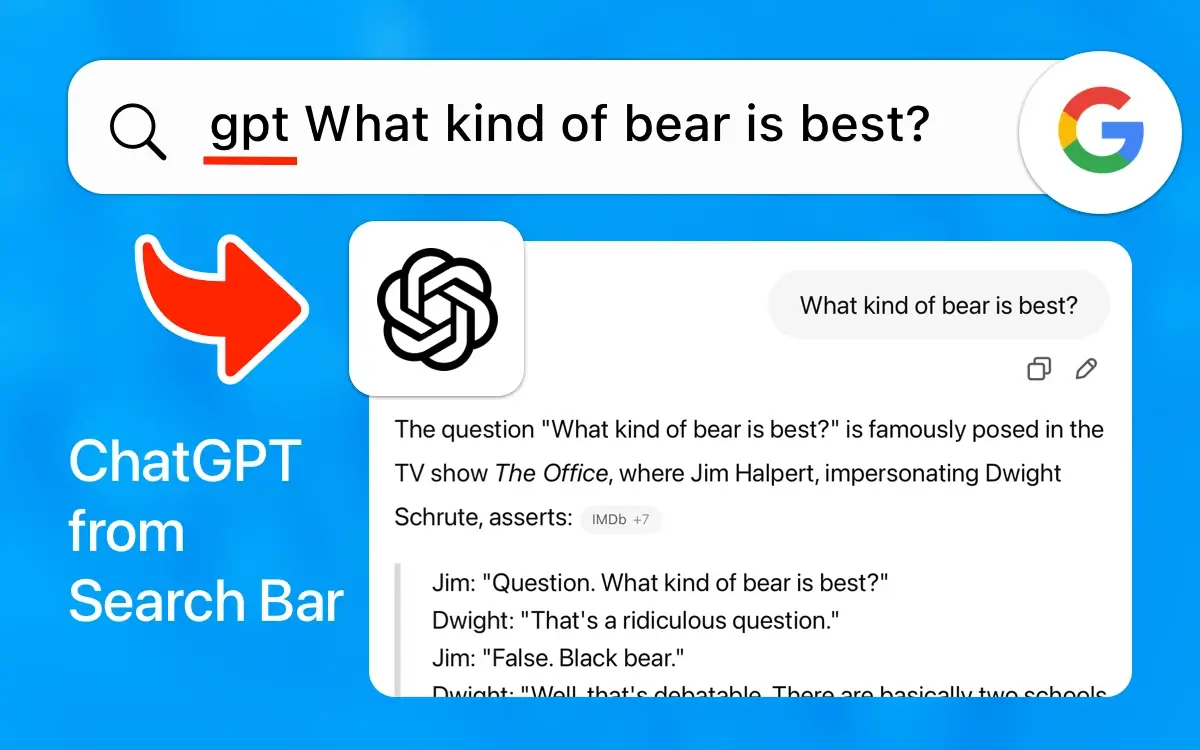 gpt What kind of bear is best?
What kind of bear is best?
The question "What kind of bear is best?" is famously posed in the
TV show The Office, where Jim Halpert, impersonating Dwight
Schrute, asserts: IMDb +7
Jim: "Question. What kind of bear is best?"
Dwight: "That's a ridiculous question."
Jim: "False. Black bear."
Dwight: "Well, that's debatable. There are basically two schools
ChatGPT
from
Search Bar